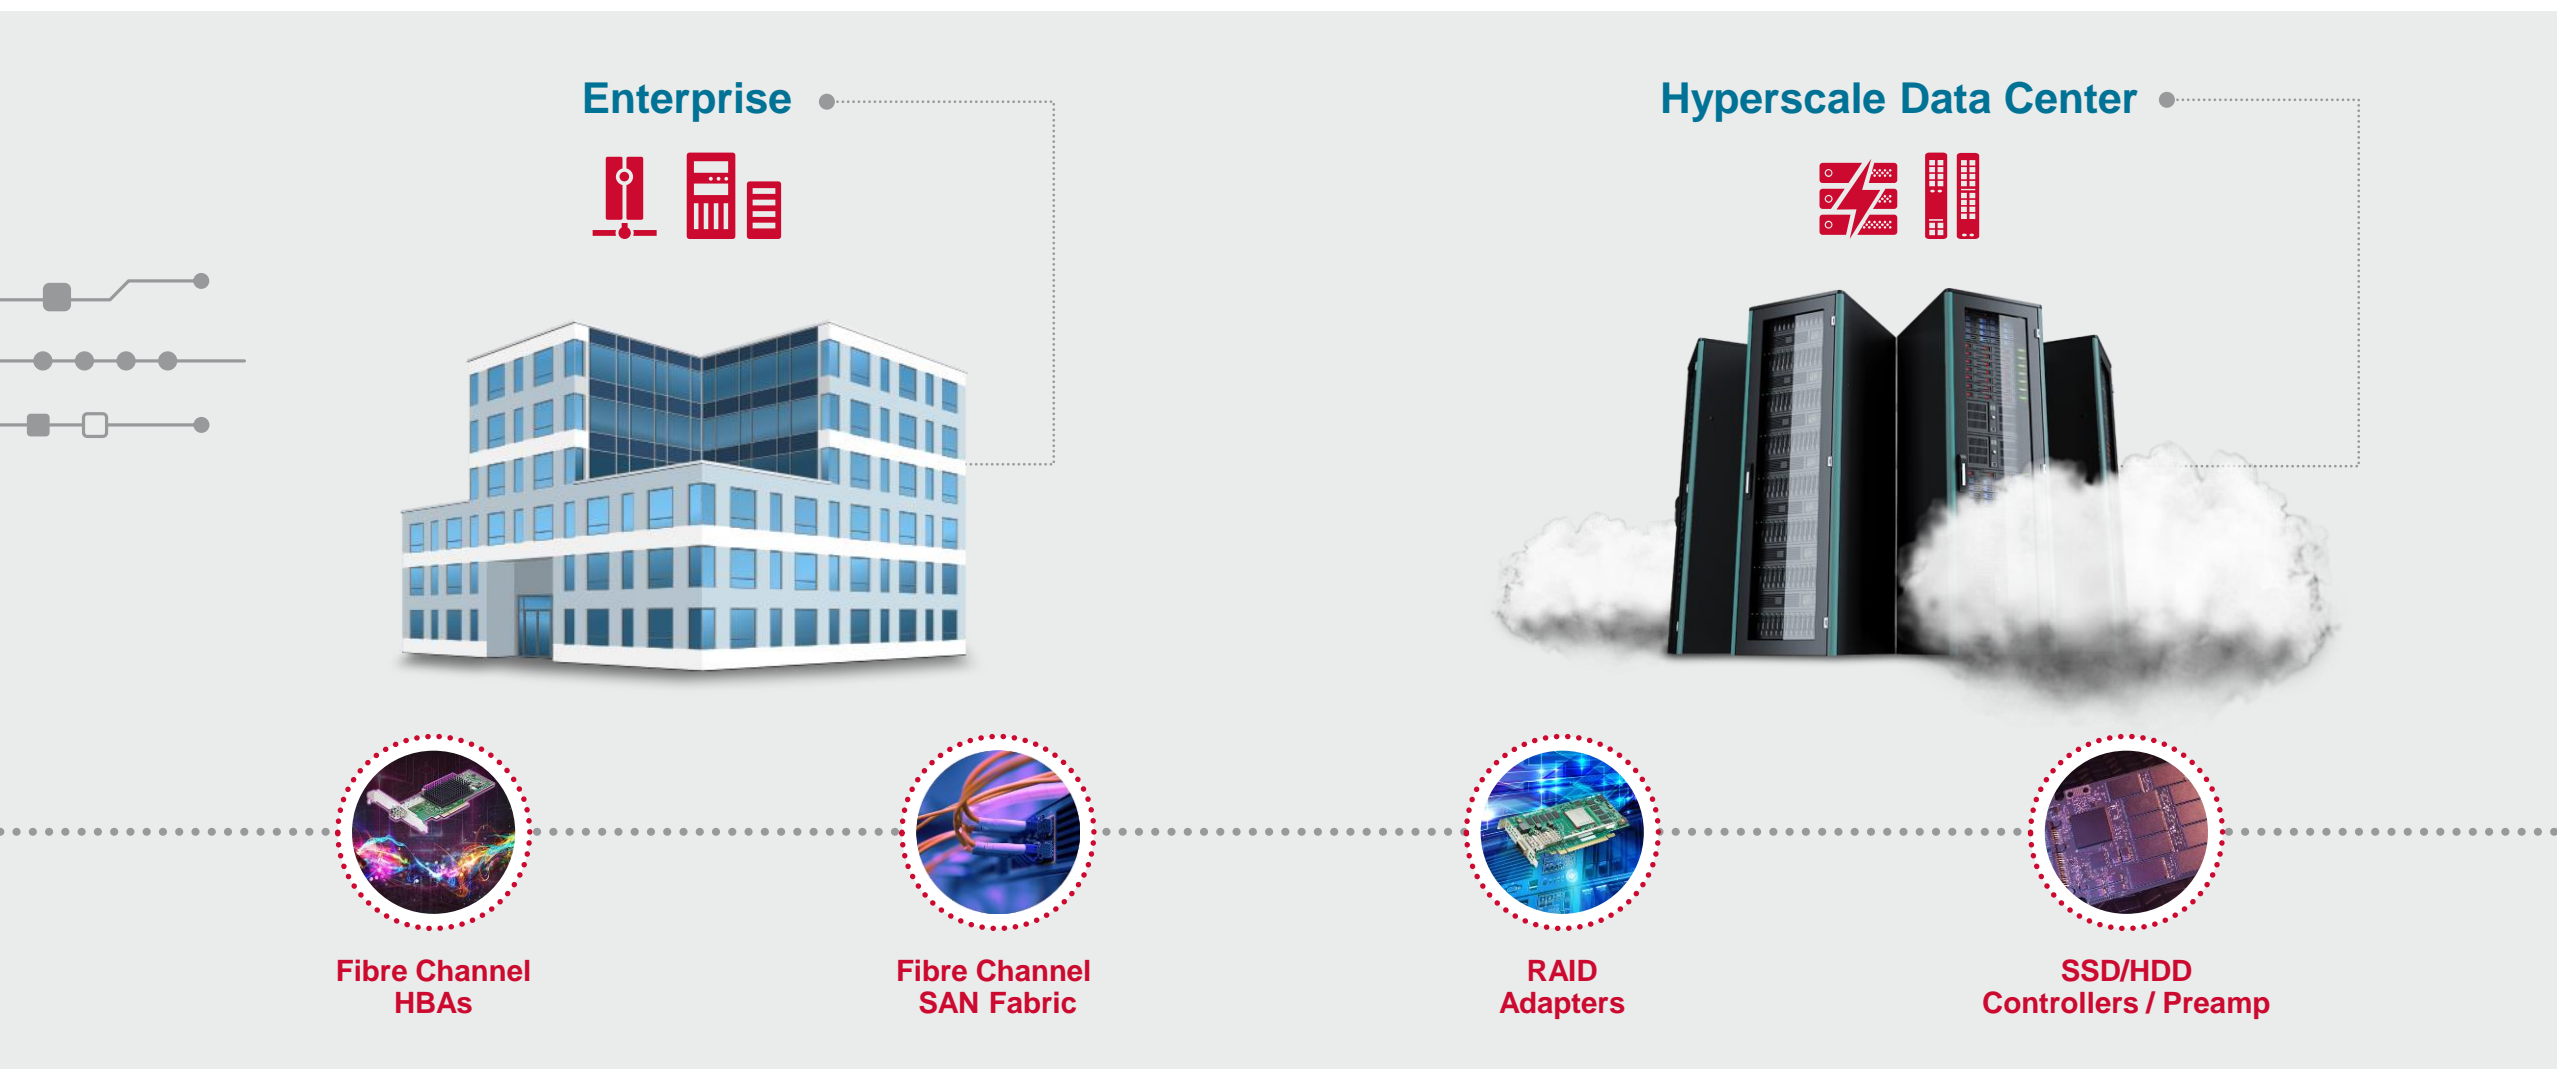 Enterprise
Hyperscale Data Center
Fibre Channel
HBAs
Fibre Channel
SAN Fabric
RAID
Adapters
SSD/HDD
Controllers / Preamp